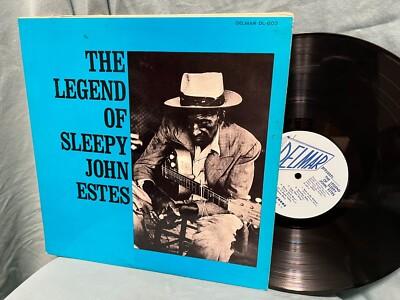 DELMAR DL-603
THE
LEGEND
OF
SLEEPY
JOHN
ESTES
DELMAR